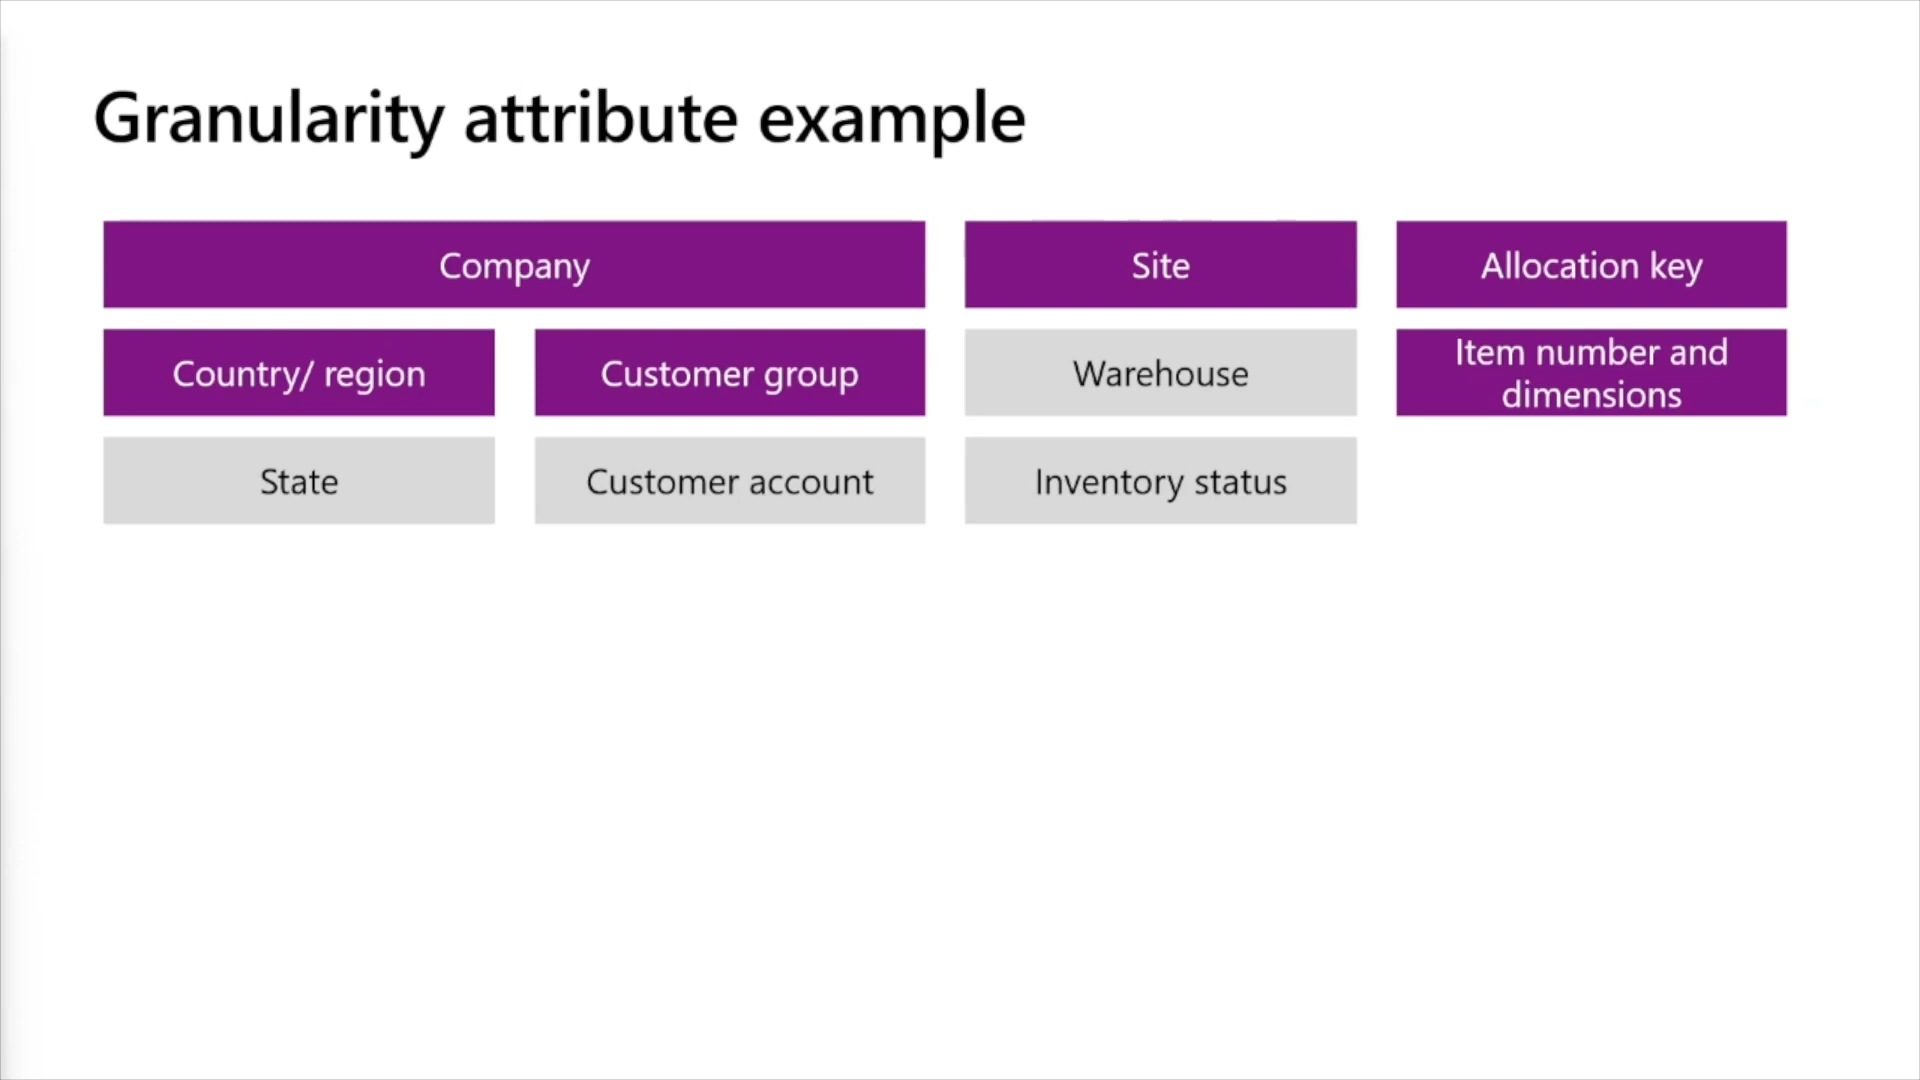 Granularity attribute example
Company
Site
Allocation key
Country/ region
Customer group
Warehouse
Item number and
dimensions
State
Customer account
Inventory status